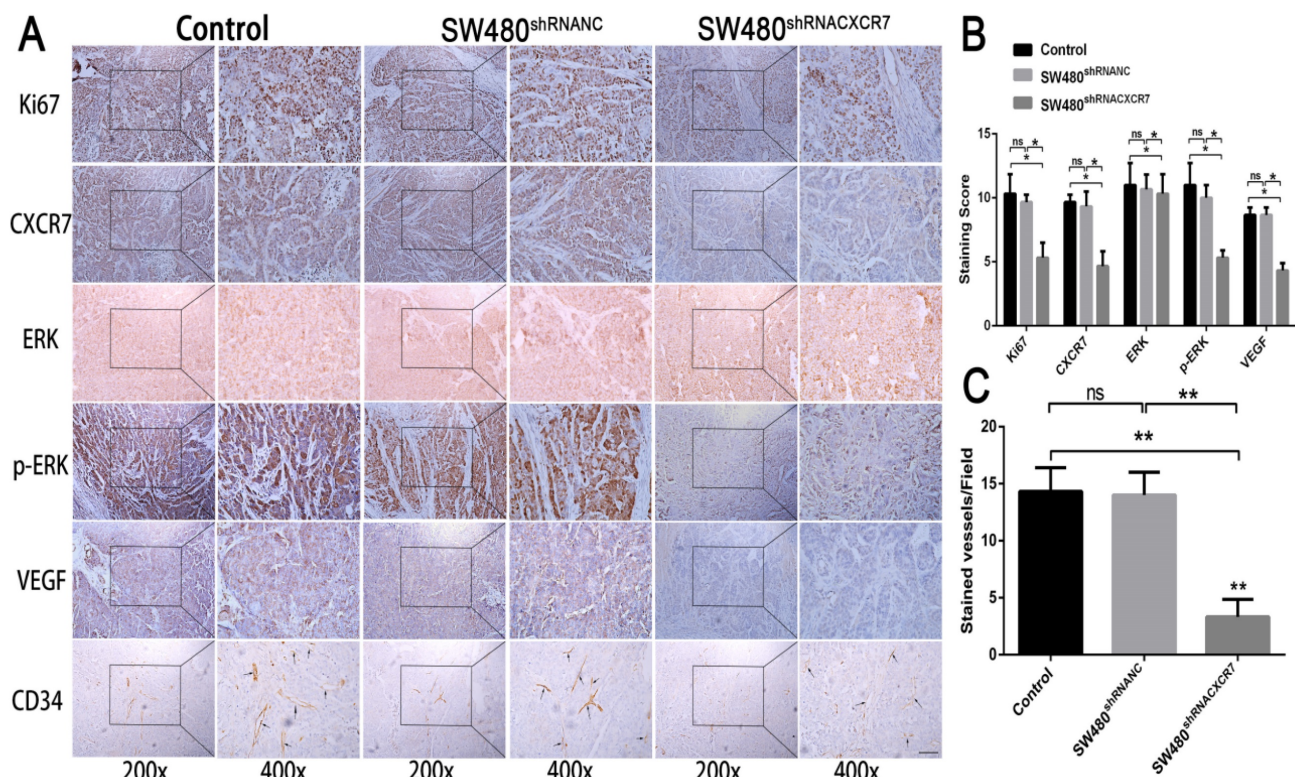 A
Control SW480shRNANC SW480shRNACXCR7
Ki67
CXCR7
ERK
p-ERK
VEGF
CD34
200x 400x 200x 400x 200x 400x
B
Control
SW480shRNANC
SW480shRNACXCR7
Staining Score
15
10
5
0
ns * ns * ns * ns * ns *
* * * * *
Ki67 CXCR7 ERK p-ERK VEGF
C
ns **
**
**
Stained vessels/Field
20
15
10
5
0
Control SW480shRNANC SW480shRNACXCR7